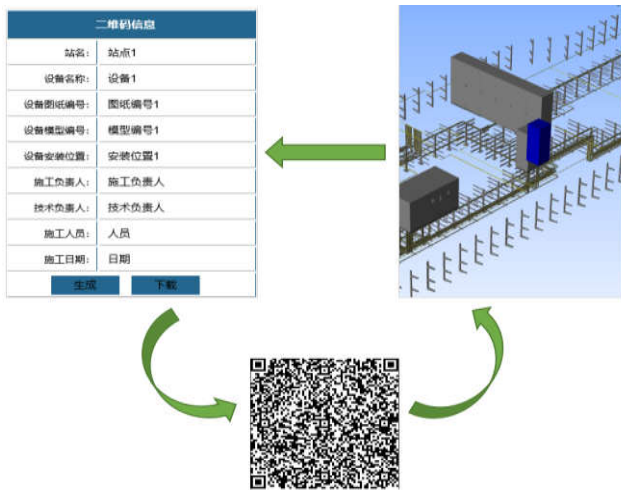 二维码信息
站名: 站点1
设备名称: 设备1
设备图纸编号: 图纸编号1
设备模型编号: 模型编号1
设备安装位置: 安装位置1
施工负责人: 施工负责人
技术负责人: 技术负责人
施工人员: 人员
施工日期: 日期
生成 下载